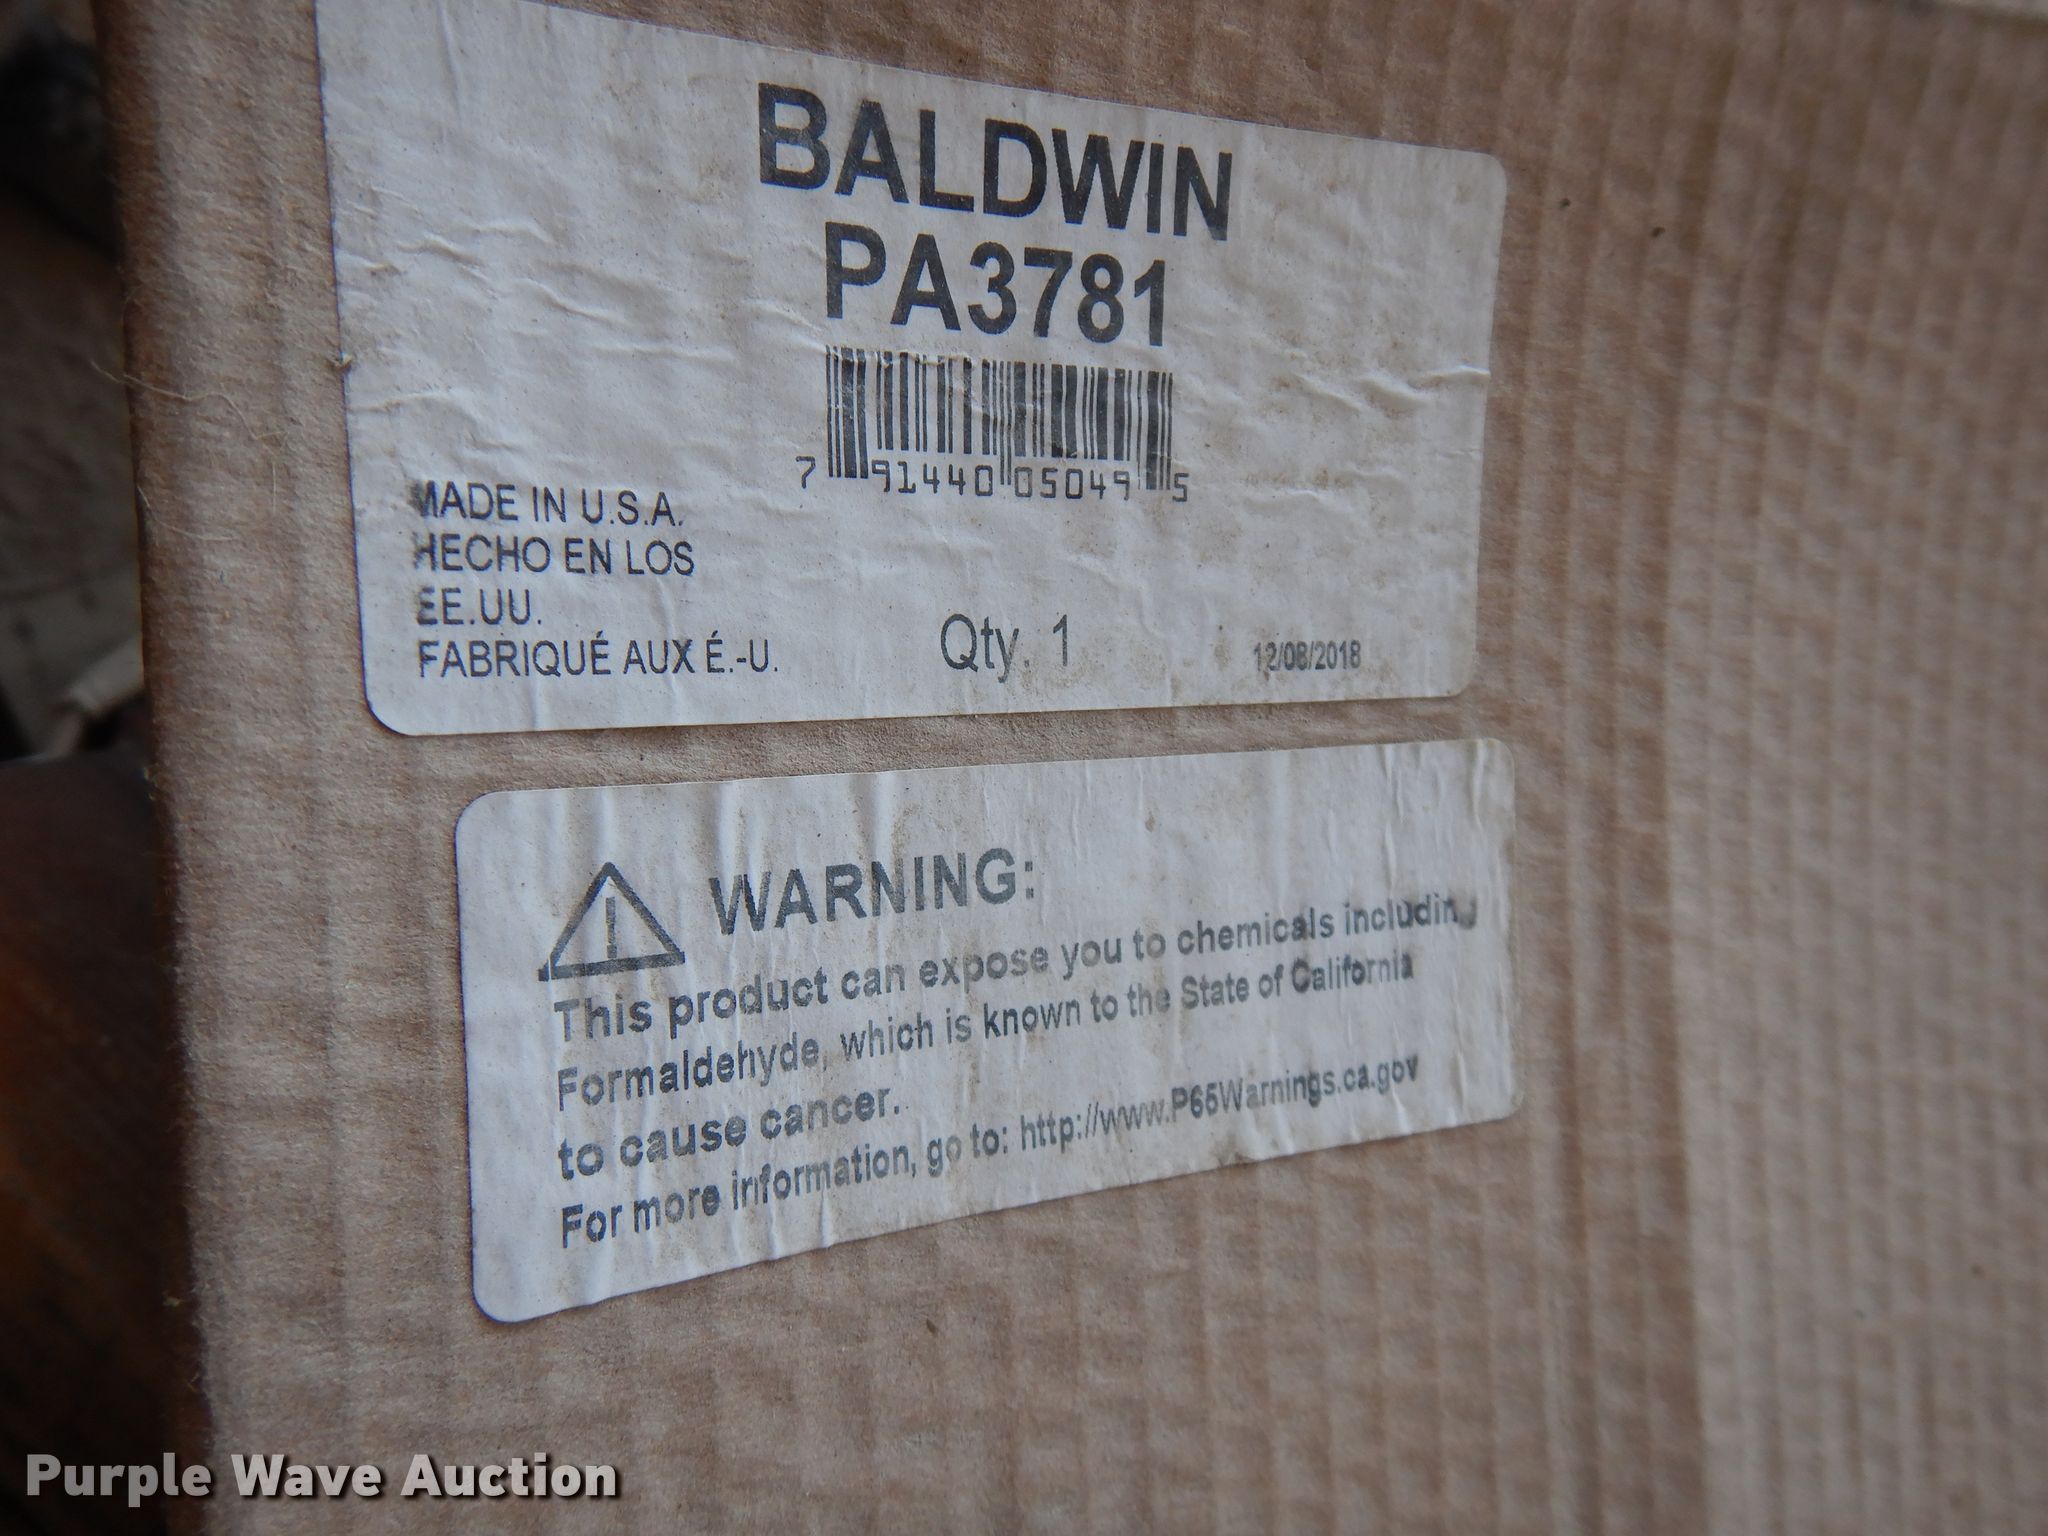 BALDWIN
PA3781
7 91440 05049 5
MADE IN U.S.A.
HECHO EN LOS
EE.UU.
FABRIQUÉ AUX É.-U.
Qty. 1
12/08/2018
WARNING:
This product can expose you to chemicals including
Formaldehyde, which is known to the State of California
to cause cancer.
For more information, go to: http://www.P65Warnings.ca.gov
Purple Wave Auction